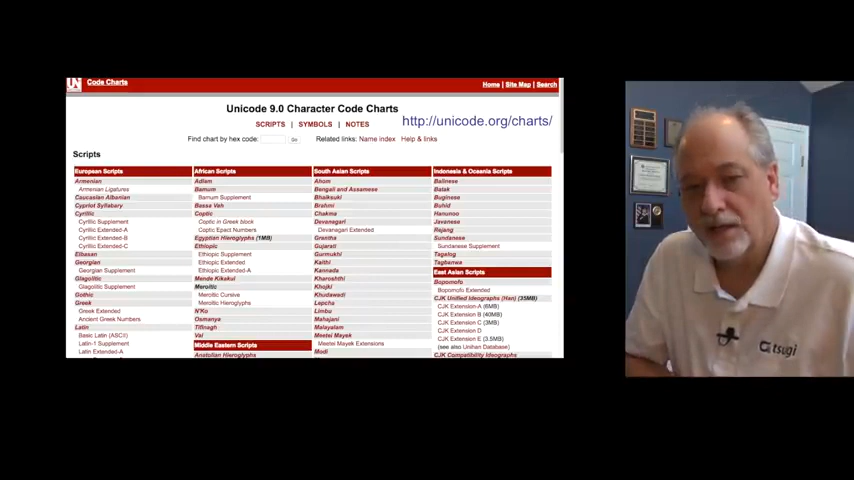 Code Charts
Home | Site Map | Search
Unicode 9.0 Character Code Charts
SCRIPTS | SYMBOLS | NOTES
http://unicode.org/charts/
Find chart by hex code: Go Related links: Name index Help & links
Scripts
European Scripts
Armenian
Armenian Ligatures
Caucasian Albanian
Cypriot Syllabary
Cyrillic
Cyrillic Supplement
Cyrillic Extended-A
Cyrillic Extended-B
Cyrillic Extended-C
Elbasan
Georgian
Georgian Supplement
Glagolitic
Glagolitic Supplement
Gothic
Greek
Greek Extended
Ancient Greek Numbers
Latin
Basic Latin (ASCII)
Latin-1 Supplement
Latin Extended-A
African Scripts
Adlam
Bamum
Bamum Supplement
Bassa Vah
Coptic
Coptic in Greek block
Coptic Epact Numbers
Egyptian Hieroglyphs (1MB)
Ethiopic
Ethiopic Supplement
Ethiopic Extended
Ethiopic Extended-A
Mende Kikakui
Meroitic
Meroitic Cursive
Meroitic Hieroglyphs
N'Ko
Osmanya
Tifinagh
Vai
Middle Eastern Scripts
Anatolian Hieroglyphs
South Asian Scripts
Ahom
Bengali and Assamese
Bhaiksuki
Brahmi
Chakma
Devanagari
Devanagari Extended
Grantha
Gujarati
Gurmukhi
Kaithi
Kannada
Kharoshthi
Khojki
Khudawadi
Lepcha
Limbu
Mahajani
Malayalam
Meetei Mayek
Meetei Mayek Extensions
Modi
Indonesia & Oceania Scripts
Balinese
Batak
Buginese
Buhid
Hanunoo
Javanese
Rejang
Sundanese
Sundanese Supplement
Tagalog
Tagbanwa
East Asian Scripts
Bopomofo
Bopomofo Extended
CJK Unified Ideographs (Han) (35MB)
CJK Extension-A (6MB)
CJK Extension B (40MB)
CJK Extension C (3MB)
CJK Extension D
CJK Extension E (3.5MB)
(see also Unihan Database)
CJK Compatibility Ideographs
tsugi